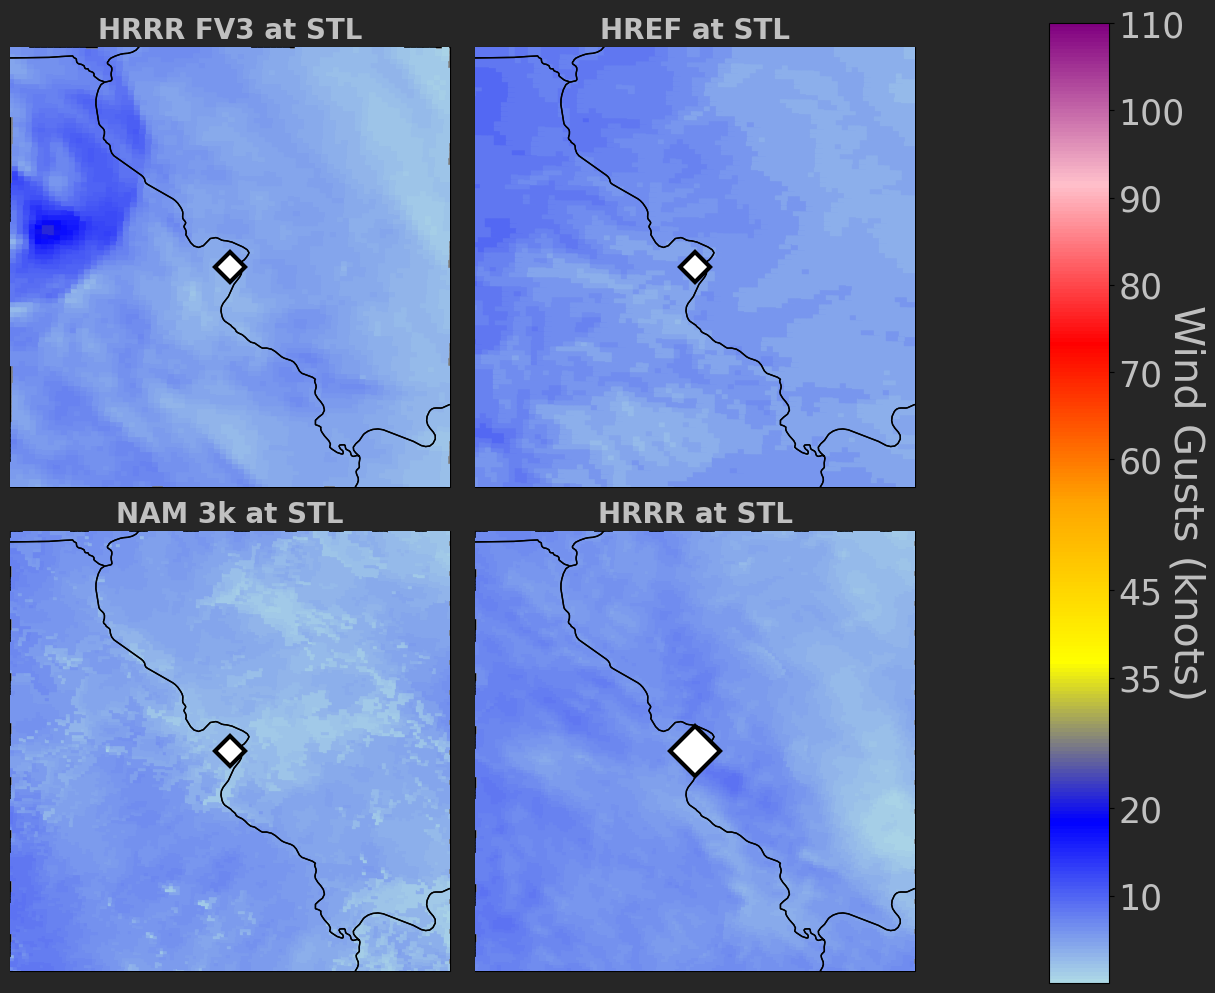 HRRR FV3 at STL
HREF at STL
NAM 3k at STL
HRRR at STL
110
100
90
80
70
60
45
35
20
10
Wind Gusts (knots)